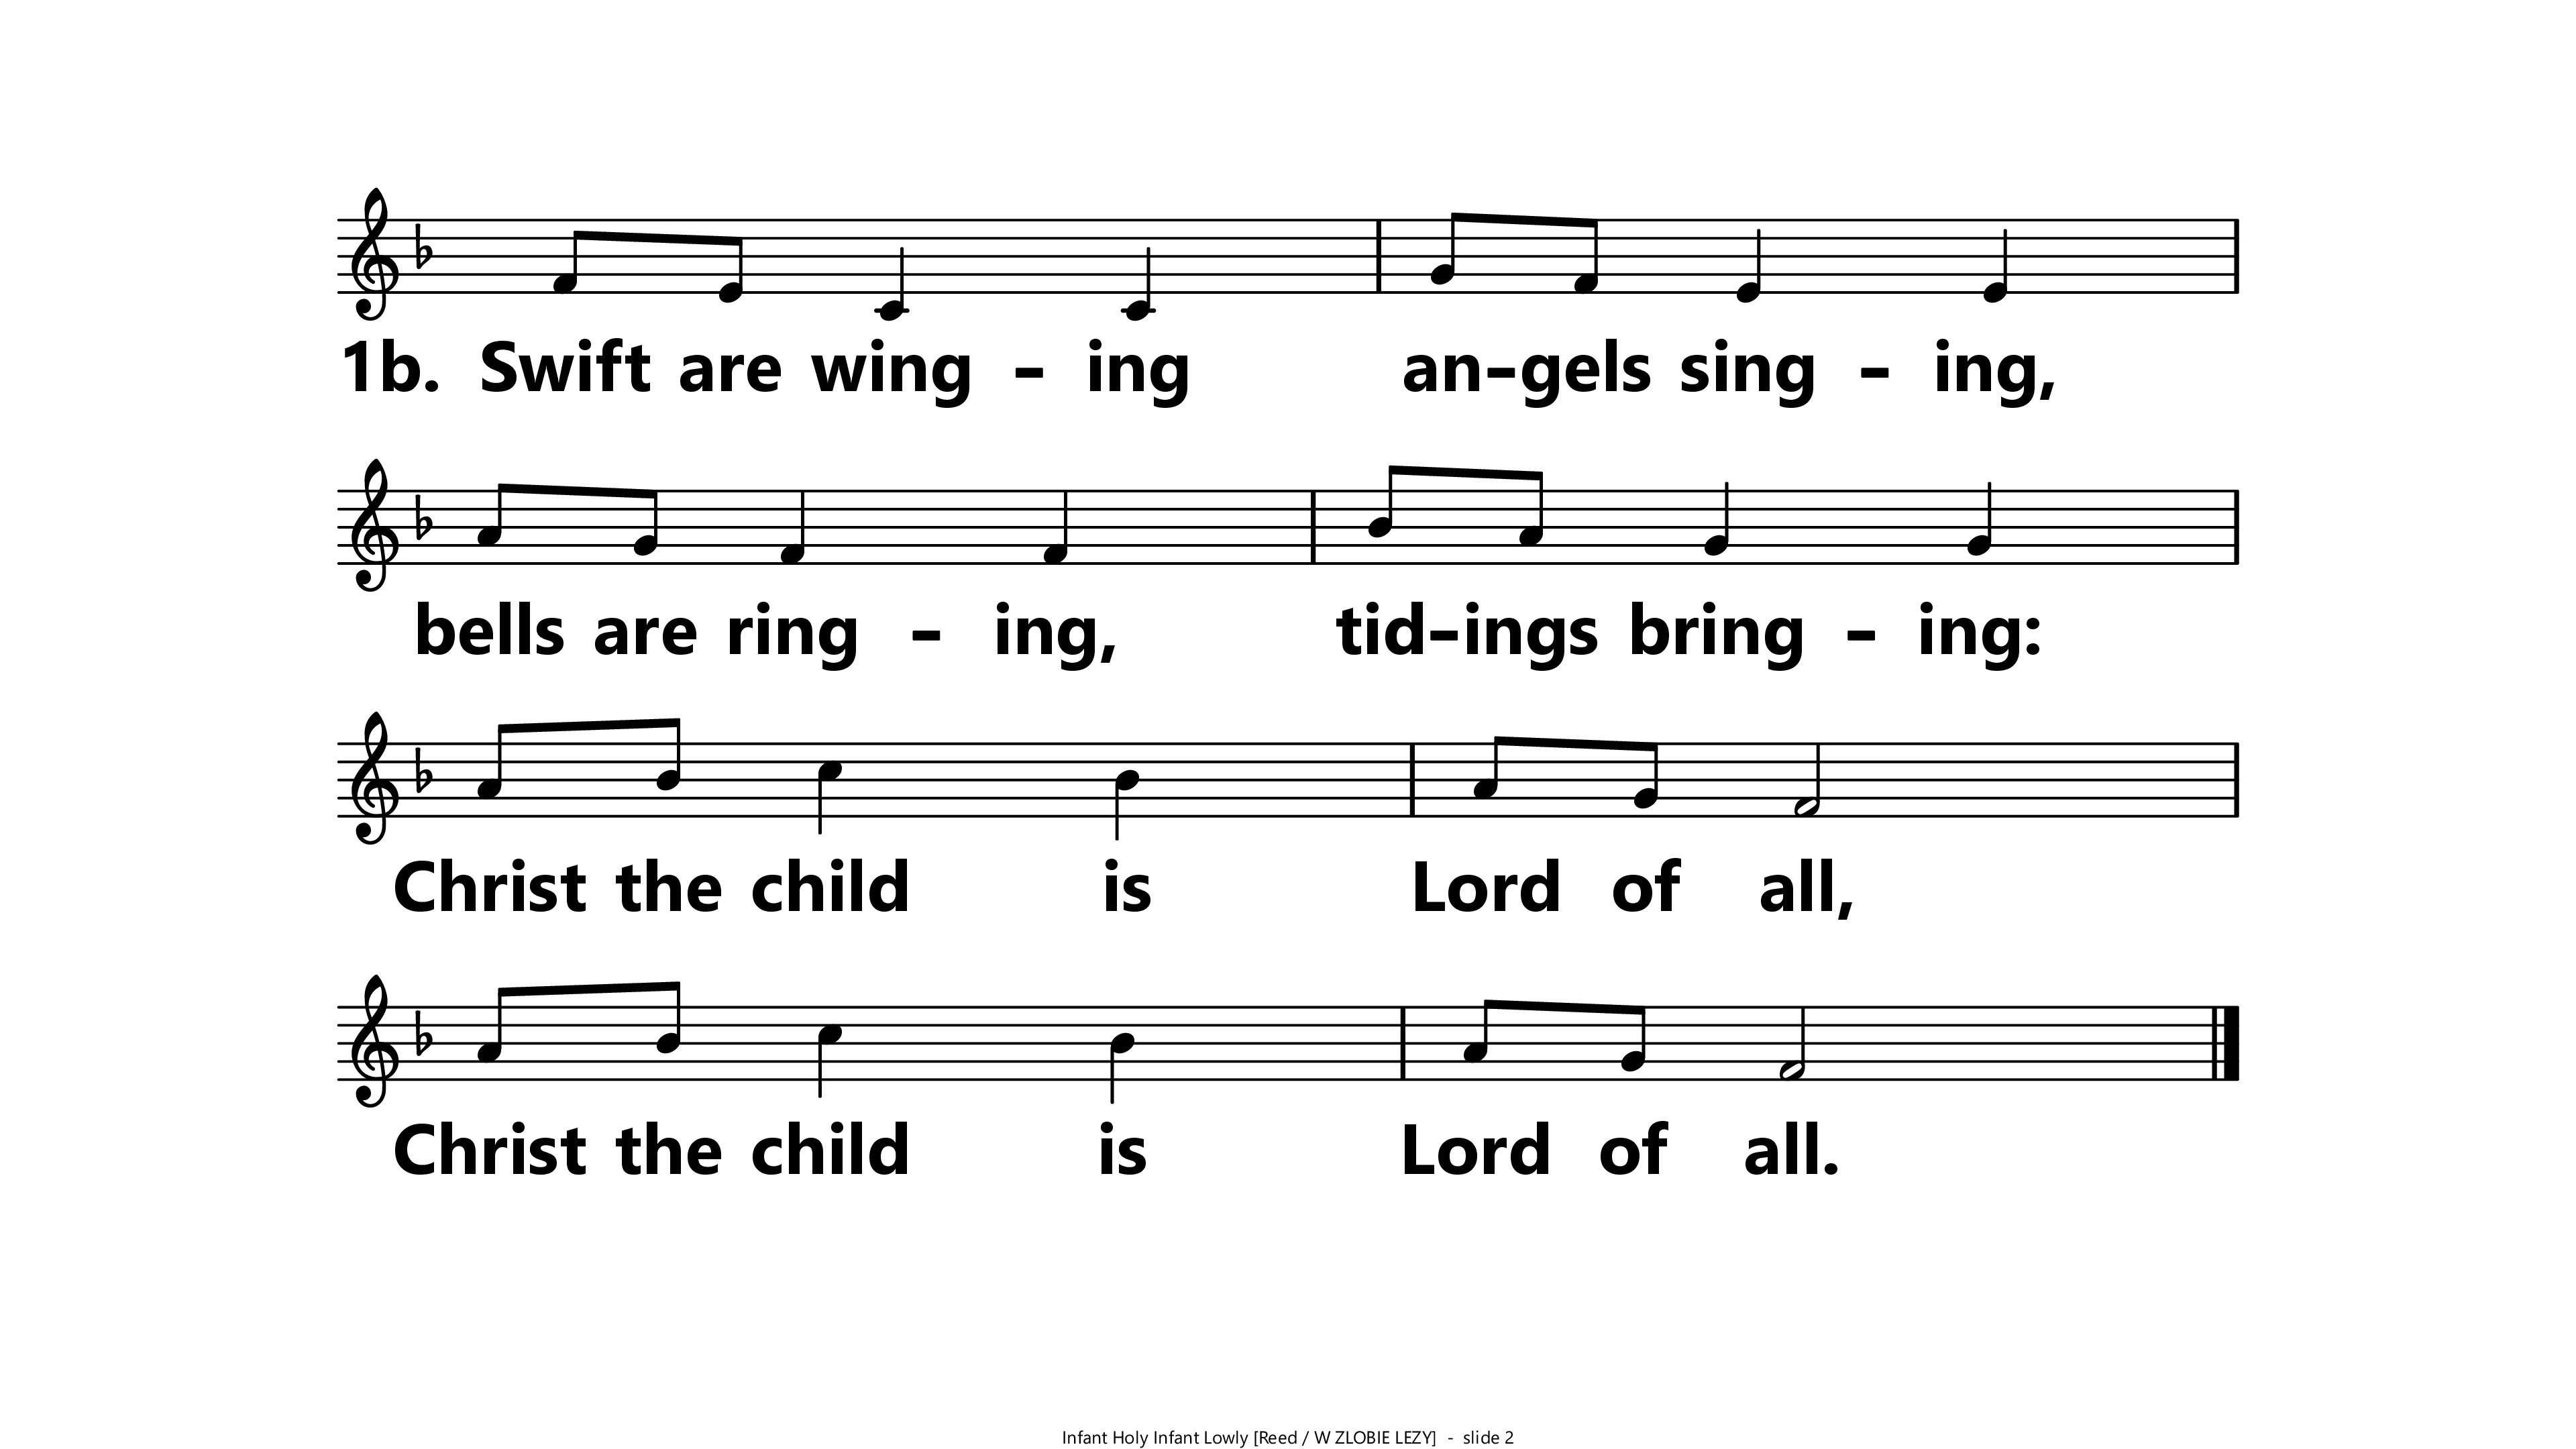 1b. Swift are wing - ing an-gels sing - ing,
bells are ring - ing, tid-ings bring - ing:
Christ the child is Lord of all,
Christ the child is Lord of all.
Infant Holy Infant Lowly [Reed / W ZLOBIE LEZY] - slide 2